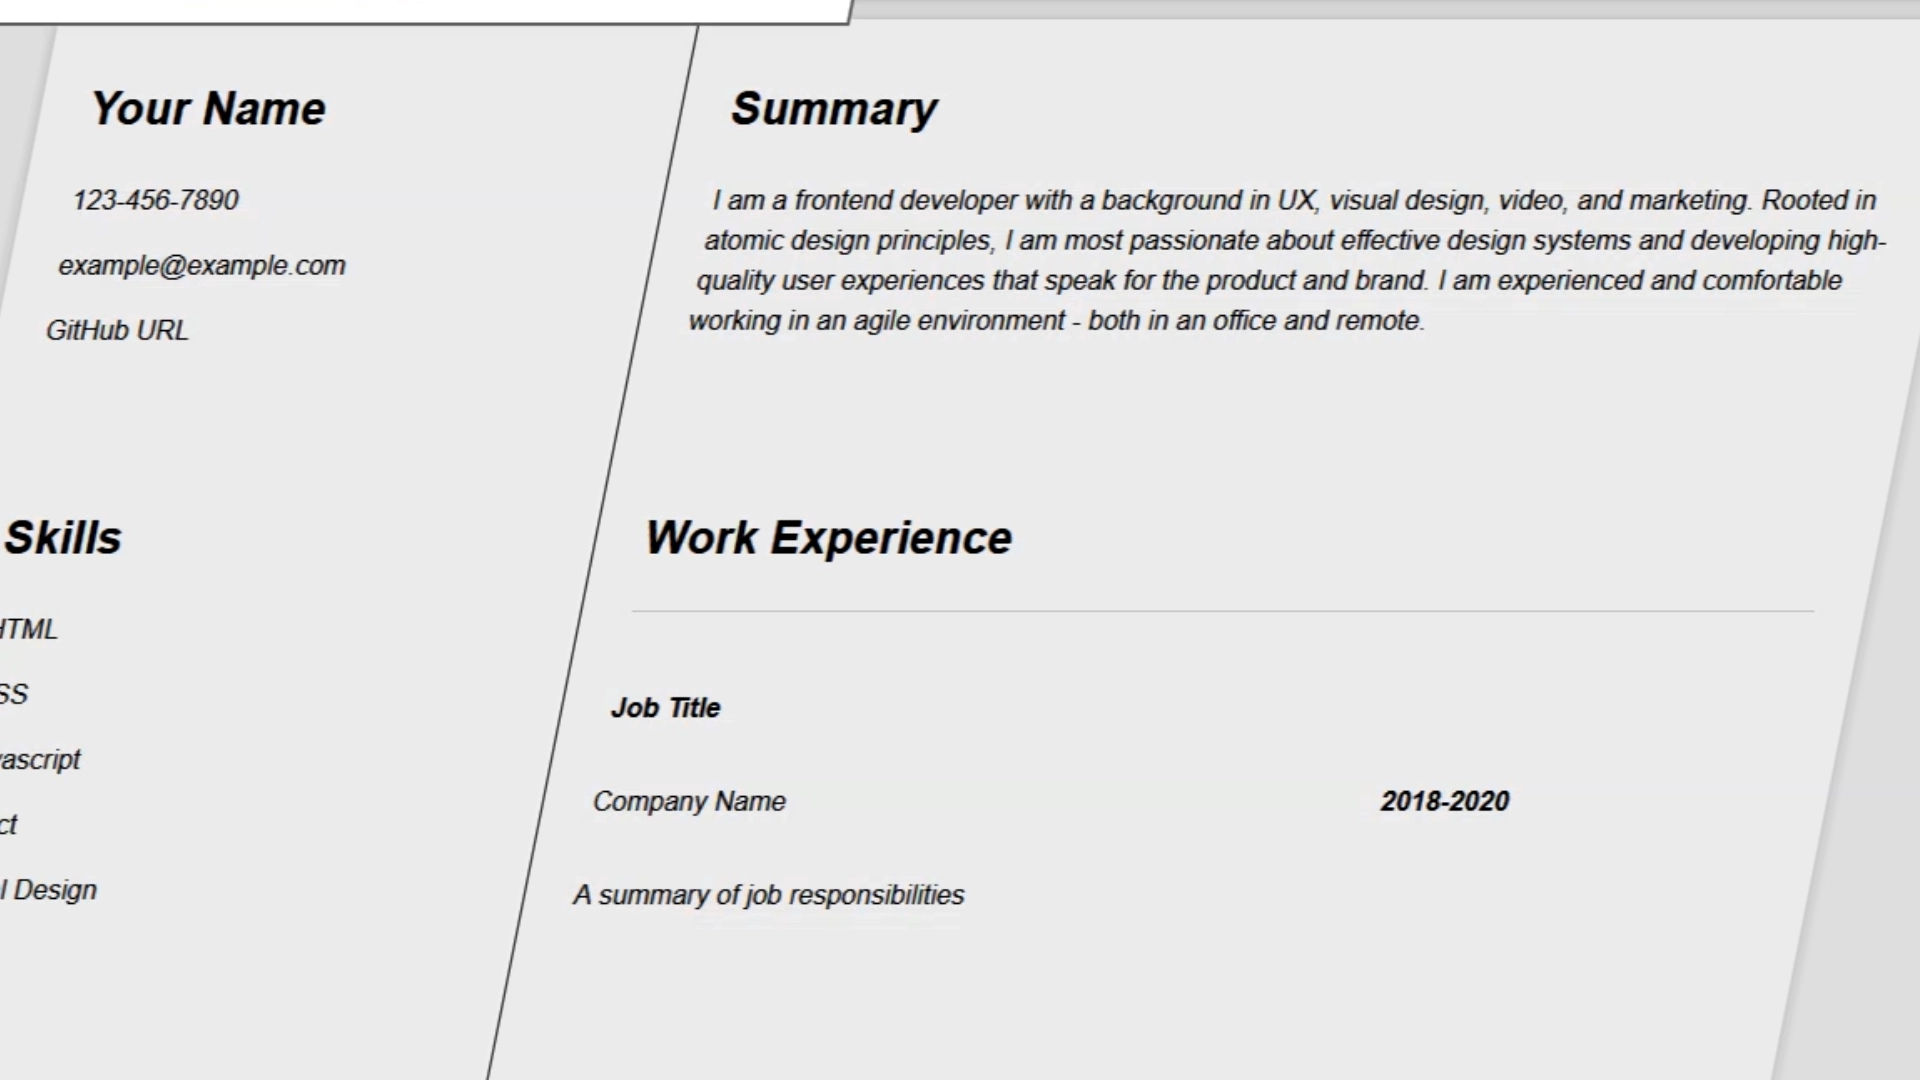 Your Name
123-456-7890
example@example.com
GitHub URL
Skills
HTML
l Design
Summary
I am a frontend developer with a background in UX, visual design, video, and marketing. Rooted in
atomic design principles, I am most passionate about effective design systems and developing high-
quality user experiences that speak for the product and brand. I am experienced and comfortable
working in an agile environment - both in an office and remote.
Work Experience
Job Title
Company Name
2018-2020
A summary of job responsibilities